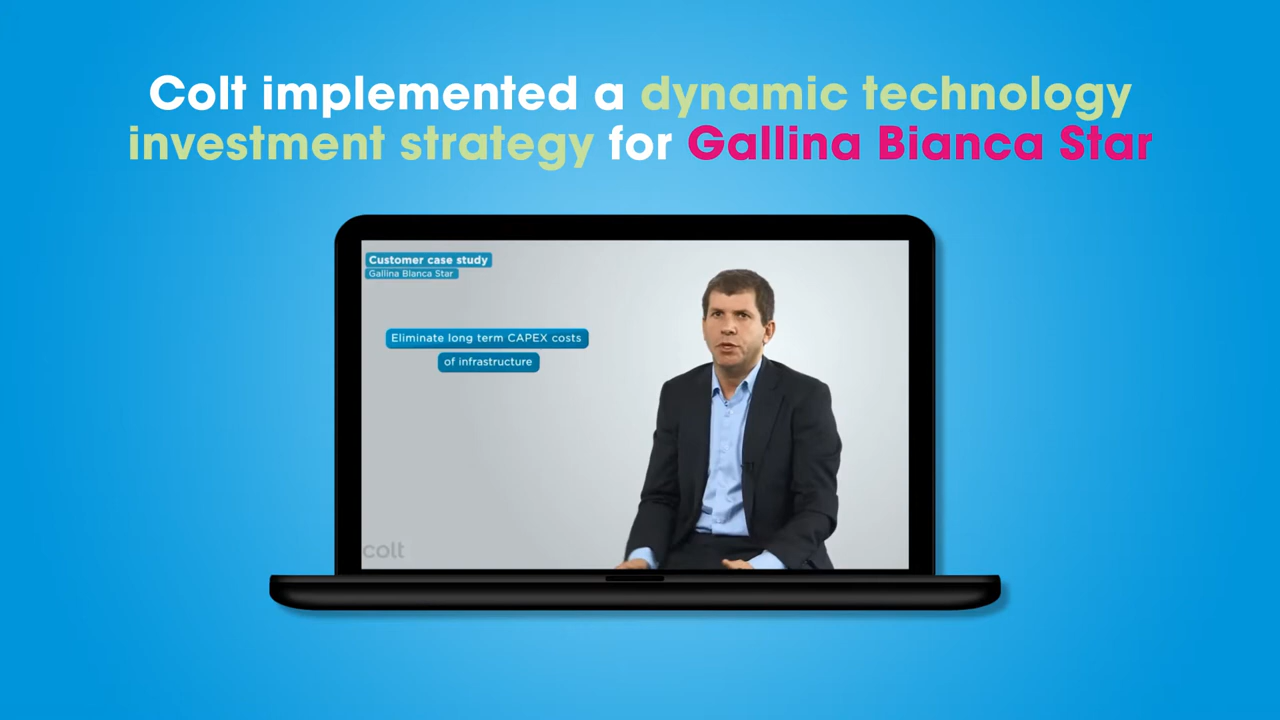 Colt implemented a dynamic technology
investment strategy for Gallina Bianca Star
Customer case study
Gallina Blanca Star
Eliminate long term CAPEX costs
of infrastructure
colt